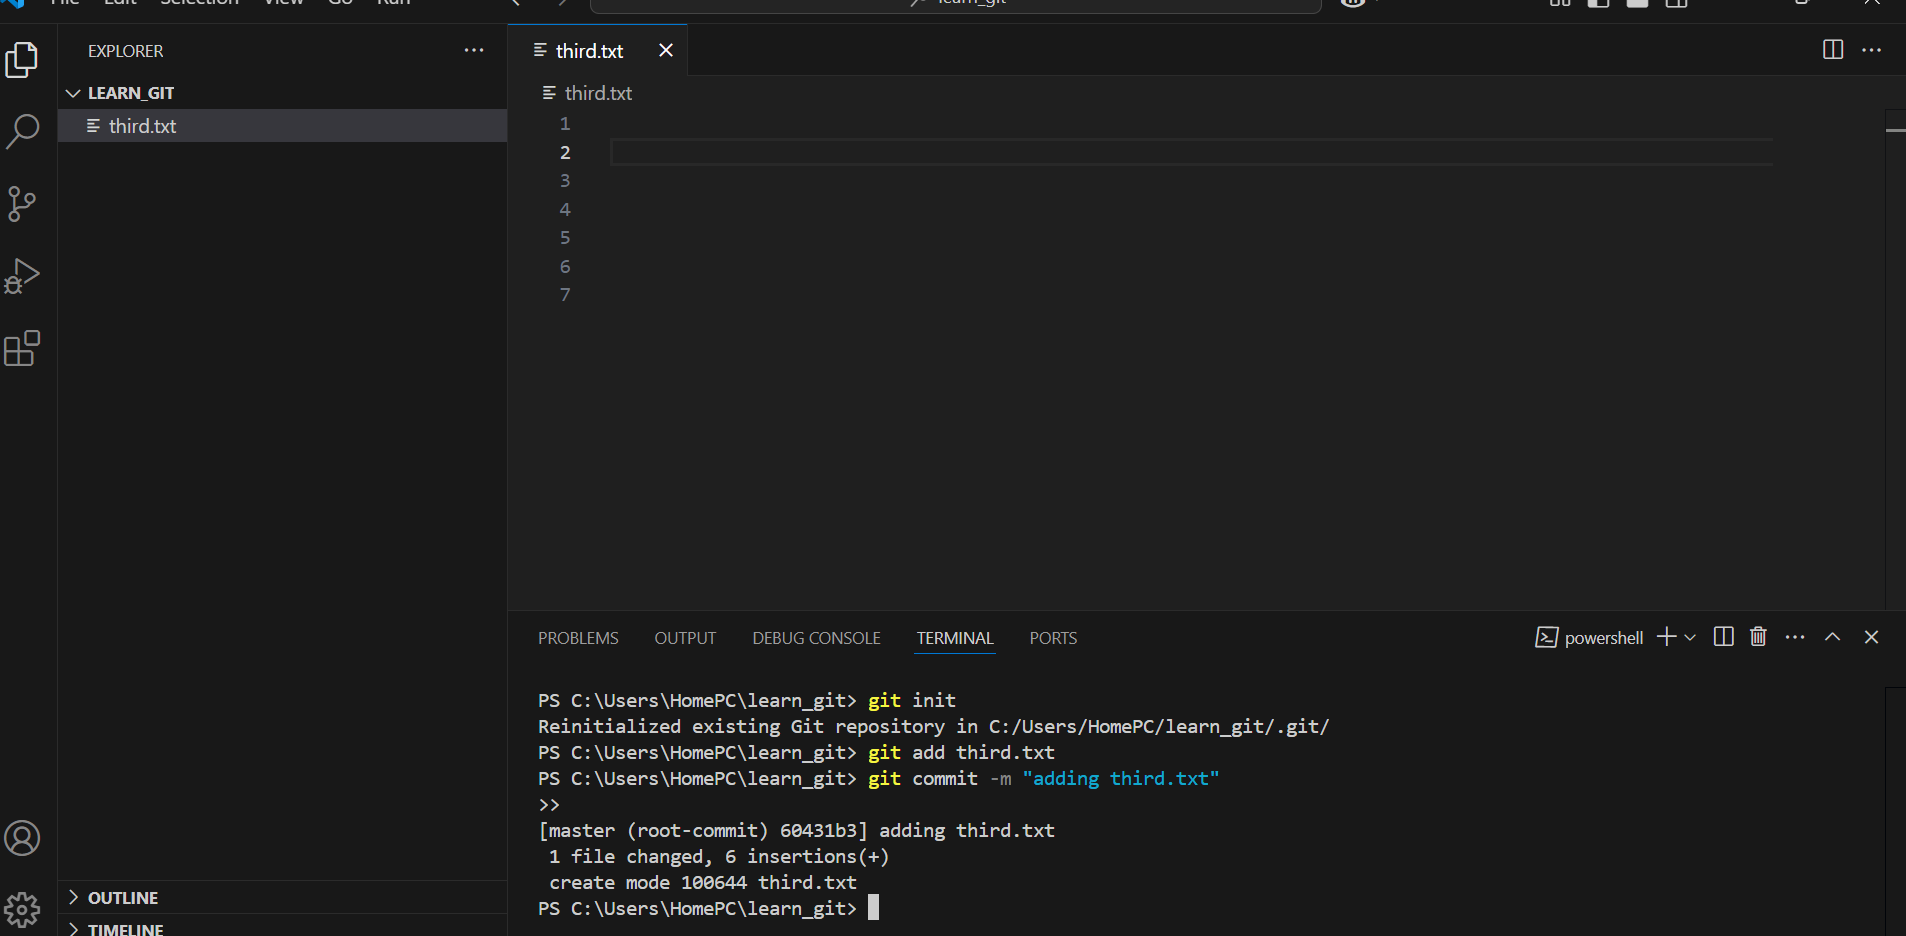 File Edit Selection View Go Run
learn_git
EXPLORER
LEARN_GIT
third.txt
OUTLINE
TIMELINE
third.txt
third.txt
1
2
3
4
5
6
7
PROBLEMS OUTPUT DEBUG CONSOLE TERMINAL PORTS
powershell
PS C:\Users\HomePC\learn_git> git init
Reinitialized existing Git repository in C:/Users/HomePC/learn_git/.git/
PS C:\Users\HomePC\learn_git> git add third.txt
PS C:\Users\HomePC\learn_git> git commit -m "adding third.txt"
>>
[master (root-commit) 60431b3] adding third.txt
 1 file changed, 6 insertions(+)
 create mode 100644 third.txt
PS C:\Users\HomePC\learn_git>